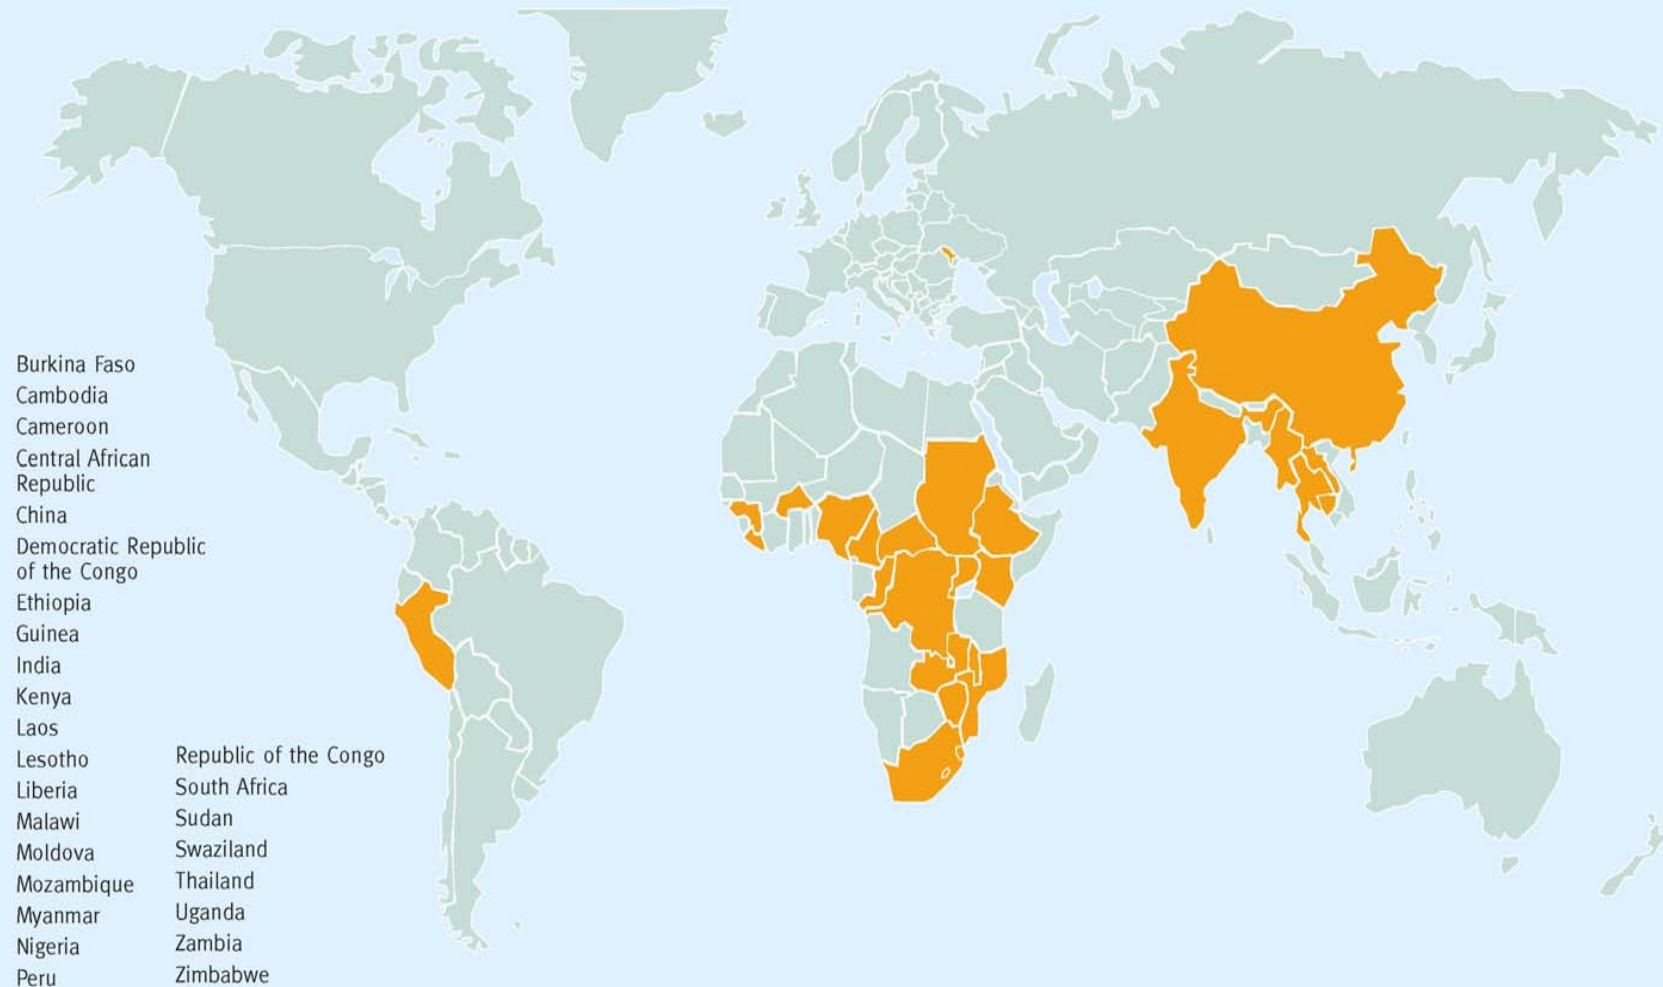 Burkina Faso
Cambodia
Cameroon
Central African
Republic
China
Democratic Republic
of the Congo
Ethiopia
Guinea
India
Kenya
Laos
Lesotho
Liberia
Malawi
Moldova
Mozambique
Myanmar
Nigeria
Peru
Republic of the Congo
South Africa
Sudan
Swaziland
Thailand
Uganda
Zambia
Zimbabwe